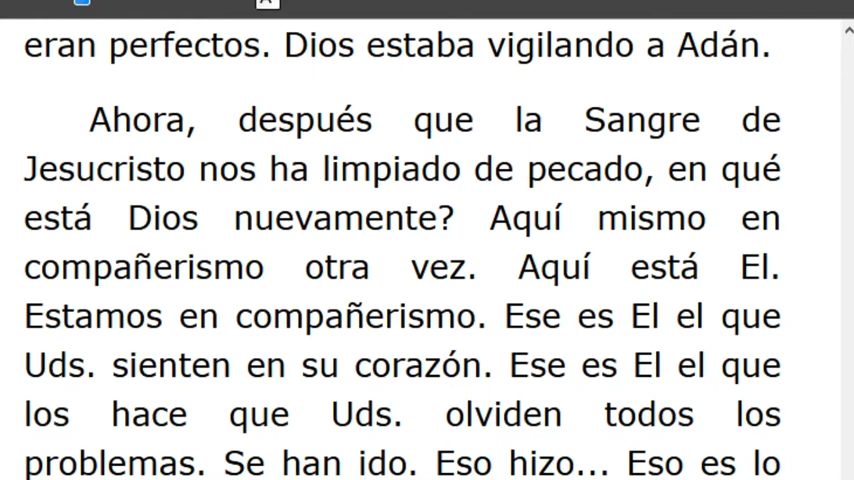 eran perfectos. Dios estaba vigilando a Adán.
Ahora, después que la Sangre de
Jesucristo nos ha limpiado de pecado, en qué
está Dios nuevamente? Aquí mismo en
compañerismo otra vez. Aquí está El.
Estamos en compañerismo. Ese es El el que
Uds. sienten en su corazón. Ese es El el que
los hace que Uds. olviden todos los
problemas. Se han ido. Eso hizo... Eso es lo